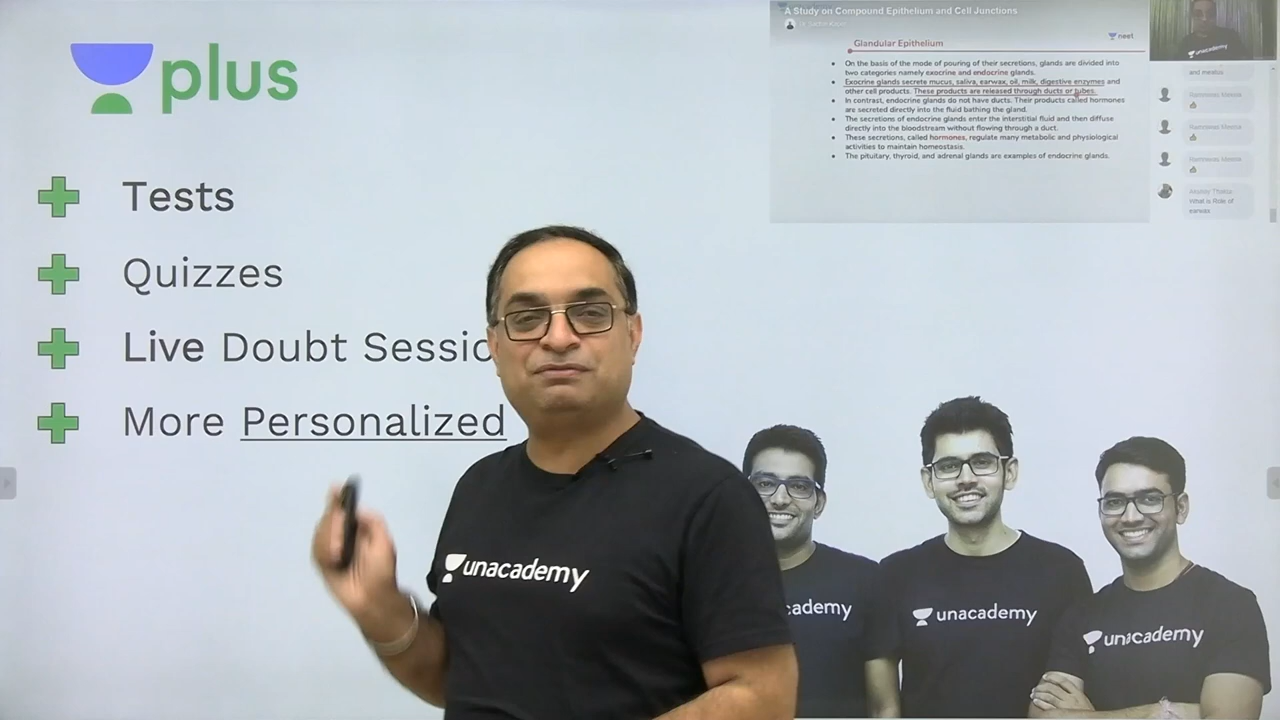 plus
Tests
Quizzes
Live Doubt Sessio
More Personalized
A Study on Compound Epithelium and Cell Junctions
neet
Glandular Epithelium
On the basis of the mode of pouring of their secretions, glands are divided into
two categories namely exocrine and endocrine glands.
Exocrine glands secrete mucus, saliva, earwax, oil, milk, digestive enzymes and
other cell products. These products are released through ducts or tubes.
In contrast, endocrine glands do not have ducts. Their products called hormones
are secreted directly into the fluid bathing the gland.
The secretions of endocrine glands enter the interstitial fluid and then diffuse
directly into the bloodstream without flowing through a duct.
These secretions, called hormones, regulate many metabolic and physiological
activities to maintain homeostasis.
The pituitary, thyroid, and adrenal glands are examples of endocrine glands.
unacademy
What is Role of
earwax
unacademy
cademy
unacademy
unacademy